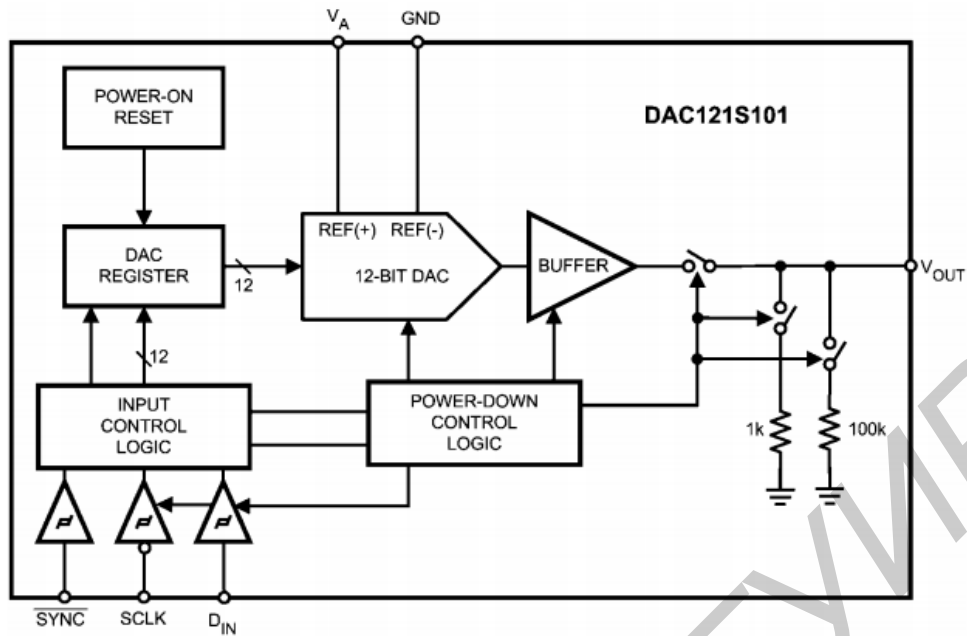 V_A
GND
POWER-ON
RESET
DAC121S101
DAC
REGISTER
12
REF(+)
REF(-)
12-BIT DAC
BUFFER
V_OUT
12
INPUT
CONTROL
LOGIC
POWER-DOWN
CONTROL
LOGIC
1k
100k
SYNC
SCLK
D_IN